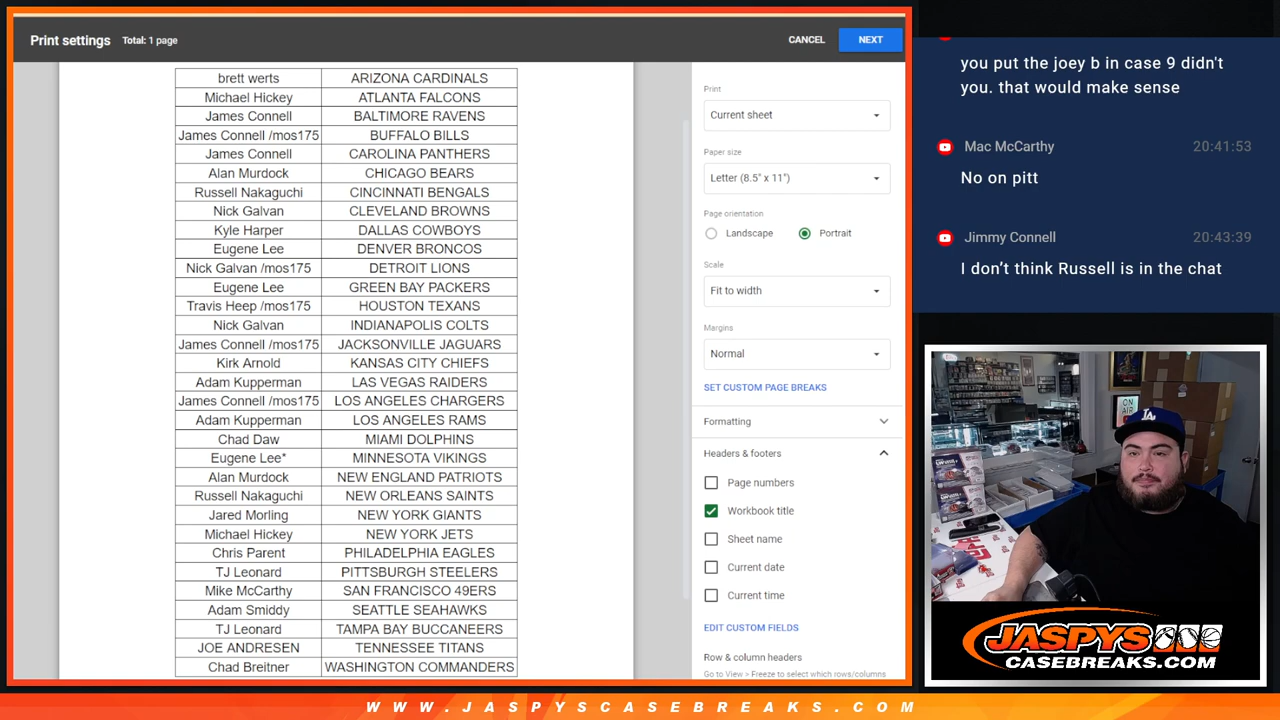 Print settings Total: 1 page CANCEL NEXT
brett werts ARIZONA CARDINALS
Michael Hickey ATLANTA FALCONS
James Connell BALTIMORE RAVENS
James Connell /mos175 BUFFALO BILLS
James Connell CAROLINA PANTHERS
Alan Murdock CHICAGO BEARS
Russell Nakaguchi CINCINNATI BENGALS
Nick Galvan CLEVELAND BROWNS
Kyle Harper DALLAS COWBOYS
Eugene Lee DENVER BRONCOS
Nick Galvan /mos175 DETROIT LIONS
Eugene Lee GREEN BAY PACKERS
Travis Heep /mos175 HOUSTON TEXANS
Nick Galvan INDIANAPOLIS COLTS
James Connell /mos175 JACKSONVILLE JAGUARS
Kirk Arnold KANSAS CITY CHIEFS
Adam Kupperman LAS VEGAS RAIDERS
James Connell /mos175 LOS ANGELES CHARGERS
Adam Kupperman LOS ANGELES RAMS
Chad Daw MIAMI DOLPHINS
Eugene Lee* MINNESOTA VIKINGS
Alan Murdock NEW ENGLAND PATRIOTS
Russell Nakaguchi NEW ORLEANS SAINTS
Jared Morling NEW YORK GIANTS
Michael Hickey NEW YORK JETS
Chris Parent PHILADELPHIA EAGLES
TJ Leonard PITTSBURGH STEELERS
Mike McCarthy SAN FRANCISCO 49ERS
Adam Smiddy SEATTLE SEAHAWKS
TJ Leonard TAMPA BAY BUCCANEERS
JOE ANDRESEN TENNESSEE TITANS
Chad Breitner WASHINGTON COMMANDERS
Print
Current sheet
Paper size
Letter (8.5" x 11")
Page orientation
Landscape Portrait
Scale
Fit to width
Margins
Normal
SET CUSTOM PAGE BREAKS
Formatting
Headers & footers
Page numbers
Workbook title
Sheet name
Current date
Current time
EDIT CUSTOM FIELDS
Row & column headers
Go to View > Freeze to select which rows/columns
you put the joey b in case 9 didn't
you. that would make sense
Mac McCarthy 20:41:53
No on pitt
Jimmy Connell 20:43:39
I don't think Russell is in the chat
ON
AIR
LA
JASPYS
CASEBREAKS.COM
WWW.JASPYSCASEBREAKS.COM